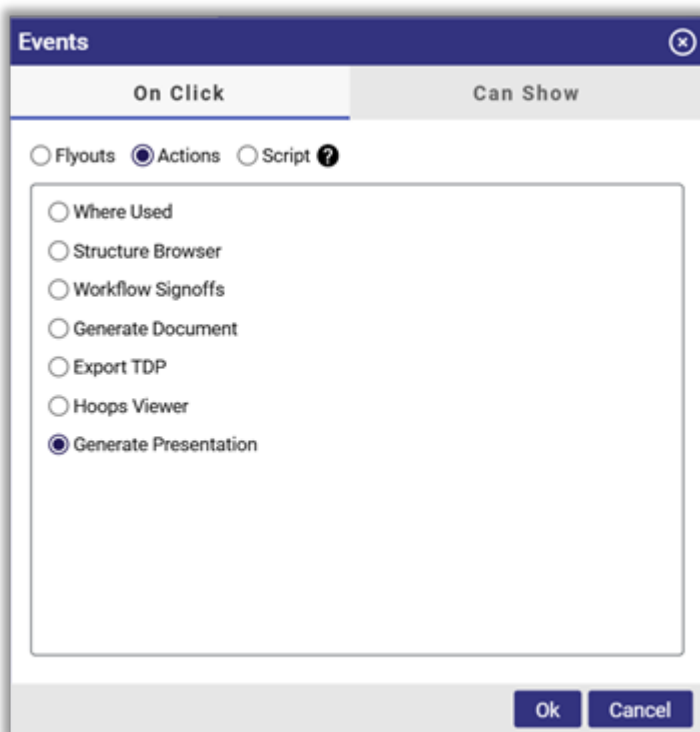 Events
On Click Can Show
Flyouts Actions Script ?
Where Used
Structure Browser
Workflow Signoffs
Generate Document
Export TDP
Hoops Viewer
Generate Presentation
Ok Cancel